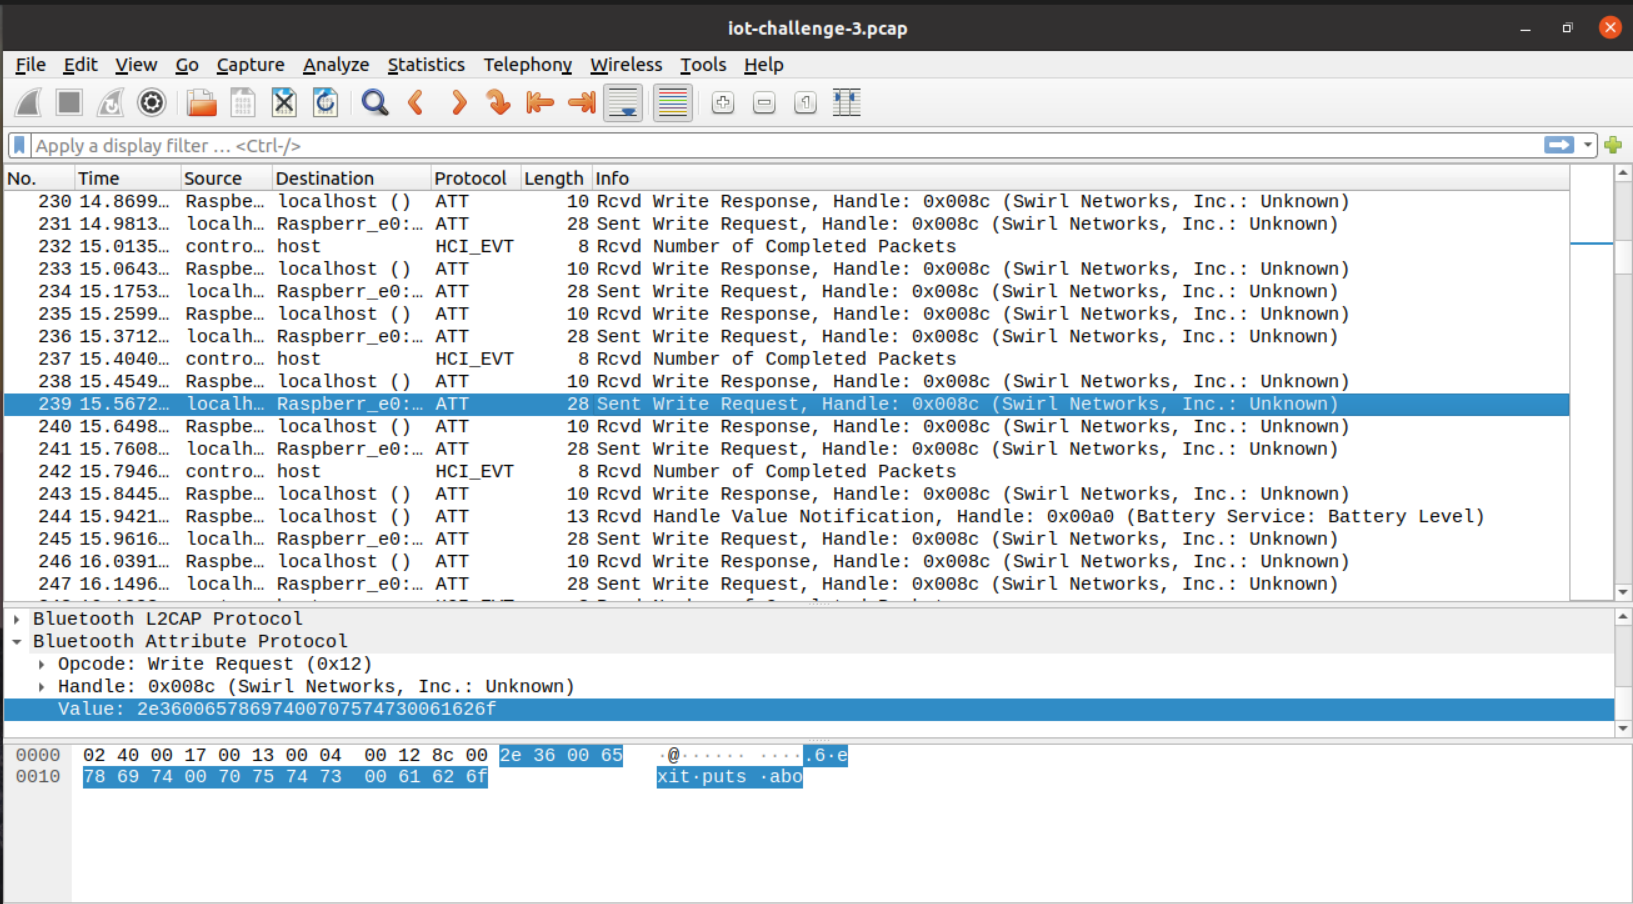 iot-challenge-3.pcap
File Edit View Go Capture Analyze Statistics Telephony Wireless Tools Help
Apply a display filter … <Ctrl-/>
No. Time Source Destination Protocol Length Info
230 14.8699… Raspbe… localhost () ATT 10 Rcvd Write Response, Handle: 0x008c (Swirl Networks, Inc.: Unknown)
231 14.9813… localh… Raspberr_e0:… ATT 28 Sent Write Request, Handle: 0x008c (Swirl Networks, Inc.: Unknown)
232 15.0135… contro… host HCI_EVT 8 Rcvd Number of Completed Packets
233 15.0643… Raspbe… localhost () ATT 10 Rcvd Write Response, Handle: 0x008c (Swirl Networks, Inc.: Unknown)
234 15.1753… localh… Raspberr_e0:… ATT 28 Sent Write Request, Handle: 0x008c (Swirl Networks, Inc.: Unknown)
235 15.2599… Raspbe… localhost () ATT 10 Rcvd Write Response, Handle: 0x008c (Swirl Networks, Inc.: Unknown)
236 15.3712… localh… Raspberr_e0:… ATT 28 Sent Write Request, Handle: 0x008c (Swirl Networks, Inc.: Unknown)
237 15.4040… contro… host HCI_EVT 8 Rcvd Number of Completed Packets
238 15.4549… Raspbe… localhost () ATT 10 Rcvd Write Response, Handle: 0x008c (Swirl Networks, Inc.: Unknown)
239 15.5672… localh… Raspberr_e0:… ATT 28 Sent Write Request, Handle: 0x008c (Swirl Networks, Inc.: Unknown)
240 15.6498… Raspbe… localhost () ATT 10 Rcvd Write Response, Handle: 0x008c (Swirl Networks, Inc.: Unknown)
241 15.7608… localh… Raspberr_e0:… ATT 28 Sent Write Request, Handle: 0x008c (Swirl Networks, Inc.: Unknown)
242 15.7946… contro… host HCI_EVT 8 Rcvd Number of Completed Packets
243 15.8445… Raspbe… localhost () ATT 10 Rcvd Write Response, Handle: 0x008c (Swirl Networks, Inc.: Unknown)
244 15.9421… Raspbe… localhost () ATT 13 Rcvd Handle Value Notification, Handle: 0x00a0 (Battery Service: Battery Level)
245 15.9616… localh… Raspberr_e0:… ATT 28 Sent Write Request, Handle: 0x008c (Swirl Networks, Inc.: Unknown)
246 16.0391… Raspbe… localhost () ATT 10 Rcvd Write Response, Handle: 0x008c (Swirl Networks, Inc.: Unknown)
247 16.1496… localh… Raspberr_e0:… ATT 28 Sent Write Request, Handle: 0x008c (Swirl Networks, Inc.: Unknown)
Bluetooth L2CAP Protocol
Bluetooth Attribute Protocol
Opcode: Write Request (0x12)
Handle: 0x008c (Swirl Networks, Inc.: Unknown)
Value: 2e36006578697400707574730061626f
0000 02 40 00 17 00 13 00 04 00 12 8c 00 2e 36 00 65 ·@······ ····.6·e
0010 78 69 74 00 70 75 74 73 00 61 62 6f xit·puts ·abo